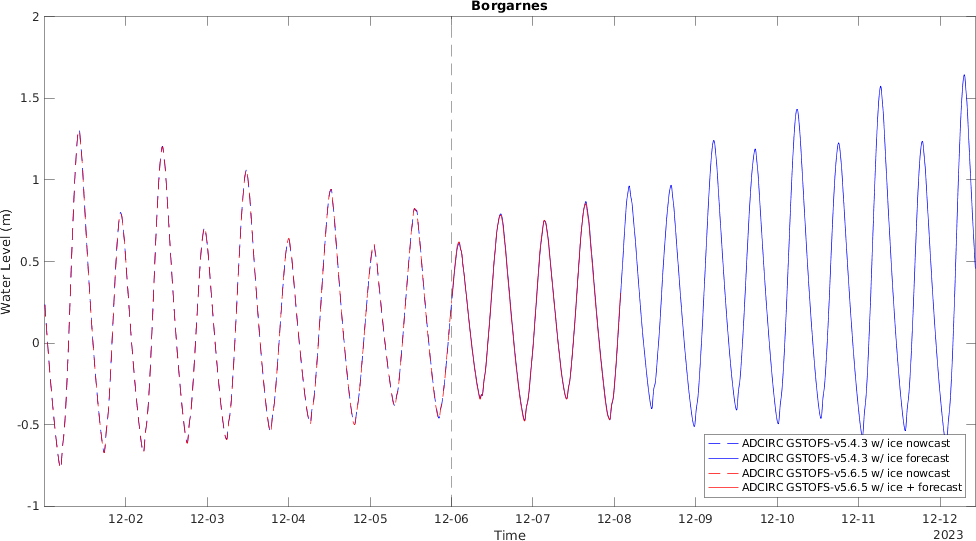 Borgarnes
2
1.5
1
0.5
0
-0.5
-1
Water Level (m)
12-02 12-03 12-04 12-05 12-06 12-07 12-08 12-09 12-10 12-11 12-12
Time
2023
ADCIRC GSTOFS-v5.4.3 w/ ice nowcast
ADCIRC GSTOFS-v5.4.3 w/ ice forecast
ADCIRC GSTOFS-v5.6.5 w/ ice nowcast
ADCIRC GSTOFS-v5.6.5 w/ ice + forecast